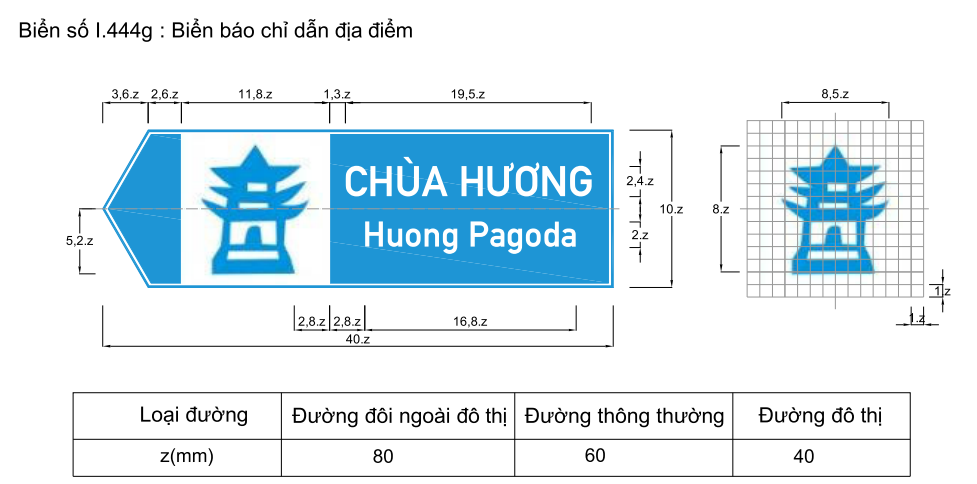 Biển số I.444g : Biển báo chỉ dẫn địa điểm
3,6.z 2,6.z 11,8.z 1,3.z 19,5.z 8,5.z
CHÙA HƯƠNG
Huong Pagoda
2,4.z
10.z
2.z
5,2.z
8.z
1.z
1.z
2,8.z 2,8.z 16,8.z
40.z
Loại đường Đường đôi ngoài đô thị Đường thông thường Đường đô thị
z(mm) 80 60 40